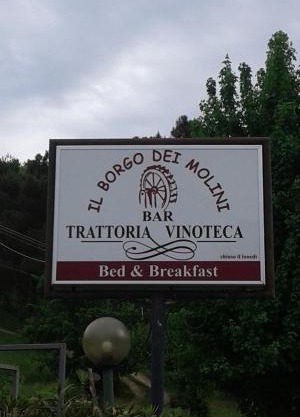 IL BORGO DEI MOLINI
BAR
TRATTORIA VINOTECA
chiuso il lunedì
Bed & Breakfast